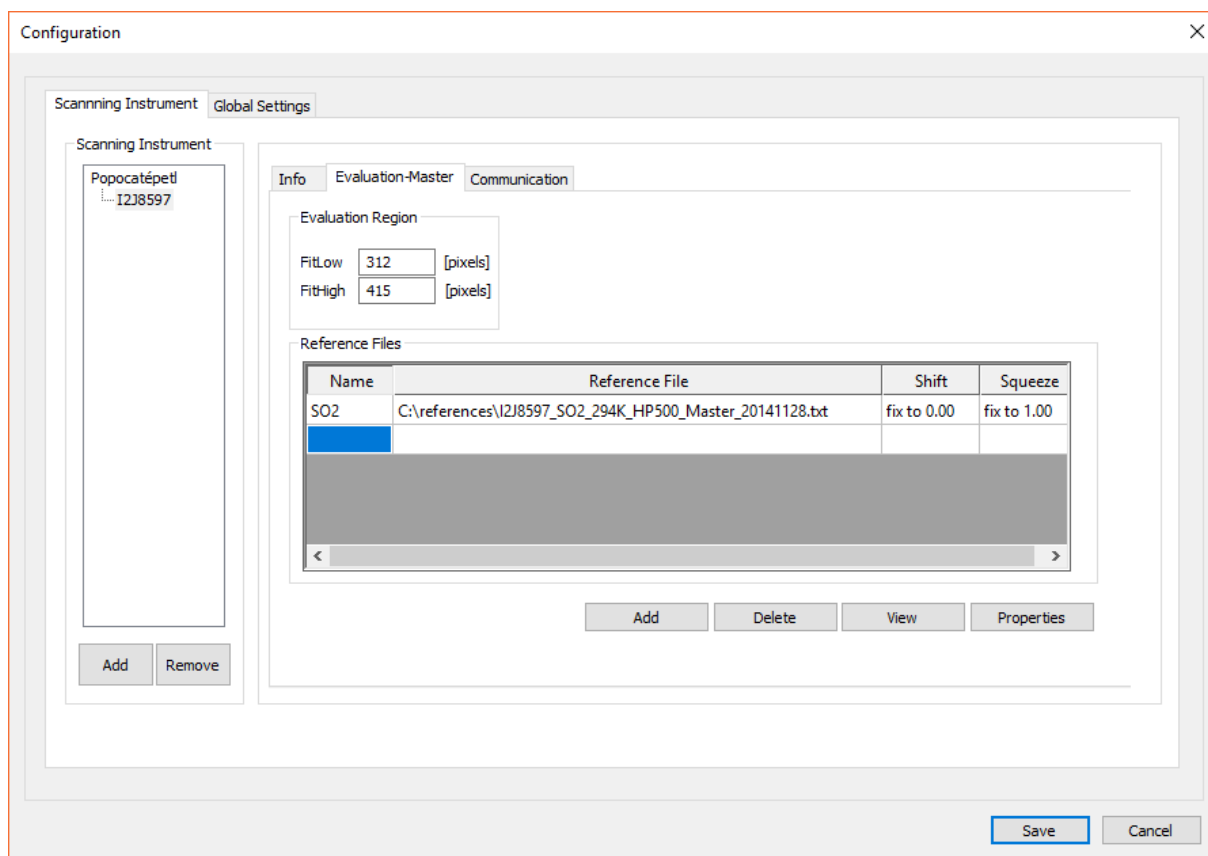 Configuration
Scannning Instrument Global Settings
Scanning Instrument
Popocatépetl
I2J8597
Add Remove
Info Evaluation-Master Communication
Evaluation Region
FitLow 312 [pixels]
FitHigh 415 [pixels]
Reference Files
Name Reference File Shift Squeeze
SO2 C:\references\I2J8597_SO2_294K_HP500_Master_20141128.txt fix to 0.00 fix to 1.00
Add Delete View Properties
Save Cancel